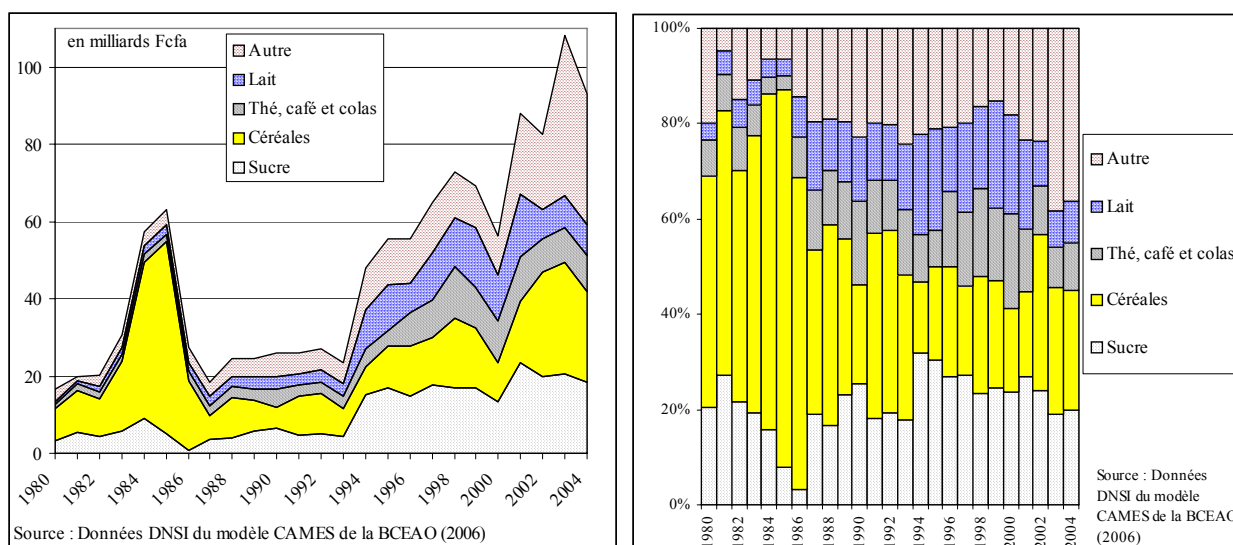 en milliards Fcfa
Autre
Lait
Thé, café et colas
Céréales
Sucre
100
80
60
40
20
0
1980
1982
1984
1986
1988
1990
1992
1994
1996
1998
2000
2002
2004
Source : Données DNSI du modèle CAMES de la BCEAO (2006)
100%
80%
60%
40%
20%
0%
1980
1982
1984
1986
1988
1990
1992
1994
1996
1998
2000
2002
2004
Autre
Lait
Thé, café et colas
Céréales
Sucre
Source : Données
DNSI du modèle
CAMES de la BCEAO
(2006)